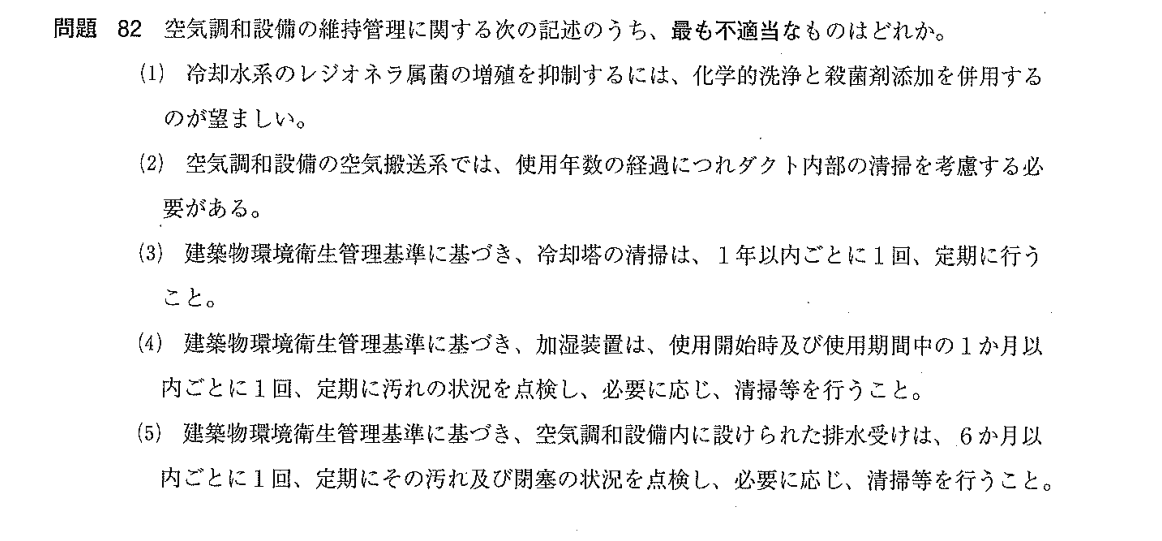 問題 82 空気調和設備の維持管理に関する次の記述のうち、最も不適当なものはどれか。
(1) 冷却水系のレジオネラ属菌の増殖を抑制するには、化学的洗浄と殺菌剤添加を併用する
のが望ましい。
(2) 空気調和設備の空気搬送系では、使用年数の経過につれダクト内部の清掃を考慮する必
要がある。
(3) 建築物環境衛生管理基準に基づき、冷却塔の清掃は、1年以内ごとに1回、定期に行う
こと。
(4) 建築物環境衛生管理基準に基づき、加湿装置は、使用開始時及び使用期間中の1か月以
内ごとに1回、定期に汚れの状況を点検し、必要に応じ、清掃等を行うこと。
(5) 建築物環境衛生管理基準に基づき、空気調和設備内に設けられた排水受けは、6か月以
内ごとに1回、定期にその汚れ及び閉塞の状況を点検し、必要に応じ、清掃等を行うこと。